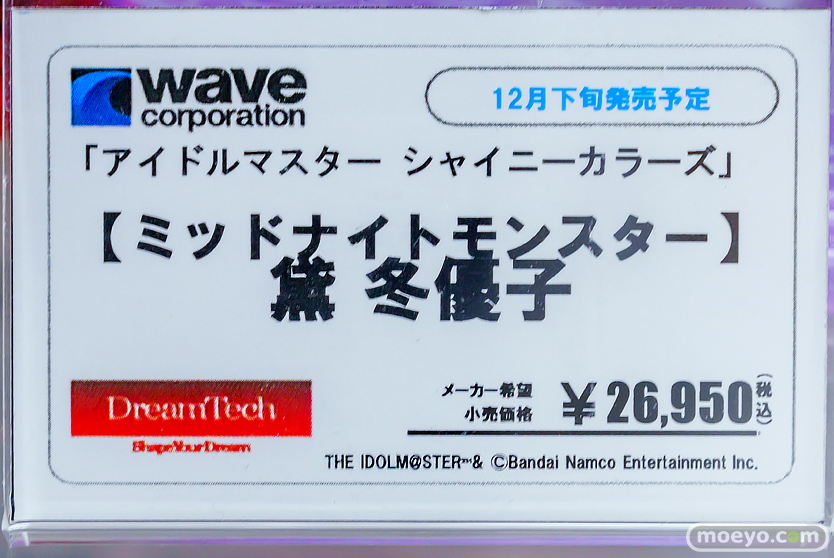 wave
corporation
12月下旬発売予定
「アイドルマスター シャイニーカラーズ」
【ミッドナイトモンスター】
黛 冬優子
DreamTech
Shape Your Dream
メーカー希望
小売価格
¥26,950
(税込)
THE IDOLM@STER™& ©Bandai Namco Entertainment Inc.
moeyo.com